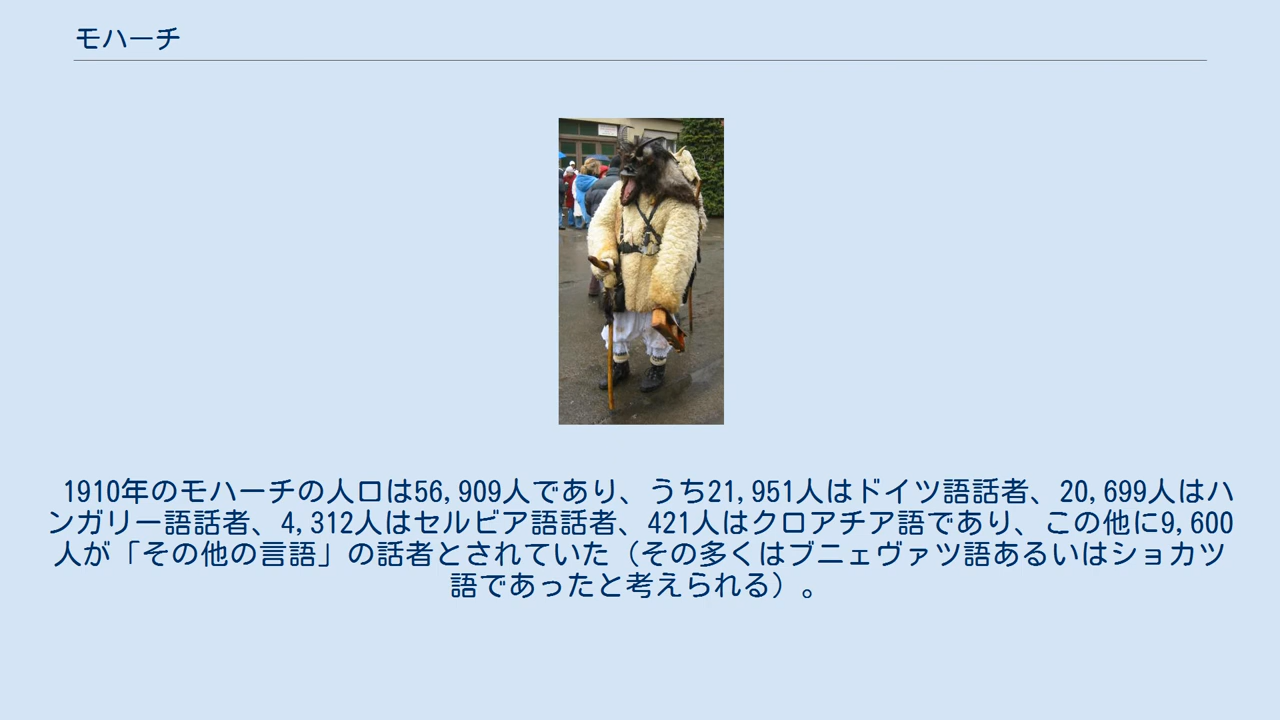 モハーチ
1910年のモハーチの人口は56,909人であり、うち21,951人はドイツ語話者、20,699人はハ
ンガリー語話者、4,312人はセルビア語話者、421人はクロアチア語であり、この他に9,600
人が「その他の言語」の話者とされていた（その多くはブニェヴァツ語あるいはショカツ
語であったと考えられる）。